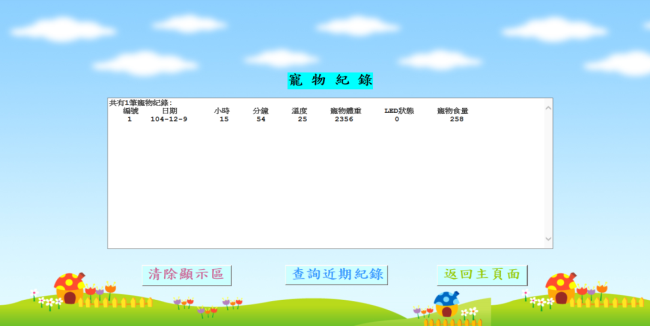 寵物紀錄
共有1筆寵物紀錄:
編號 日期 小時 分鐘 溫度 寵物體重 LED狀態 寵物食量
1 104-12-9 15 54 25 2356 0 258
清除顯示區 查詢近期紀錄 返回主頁面